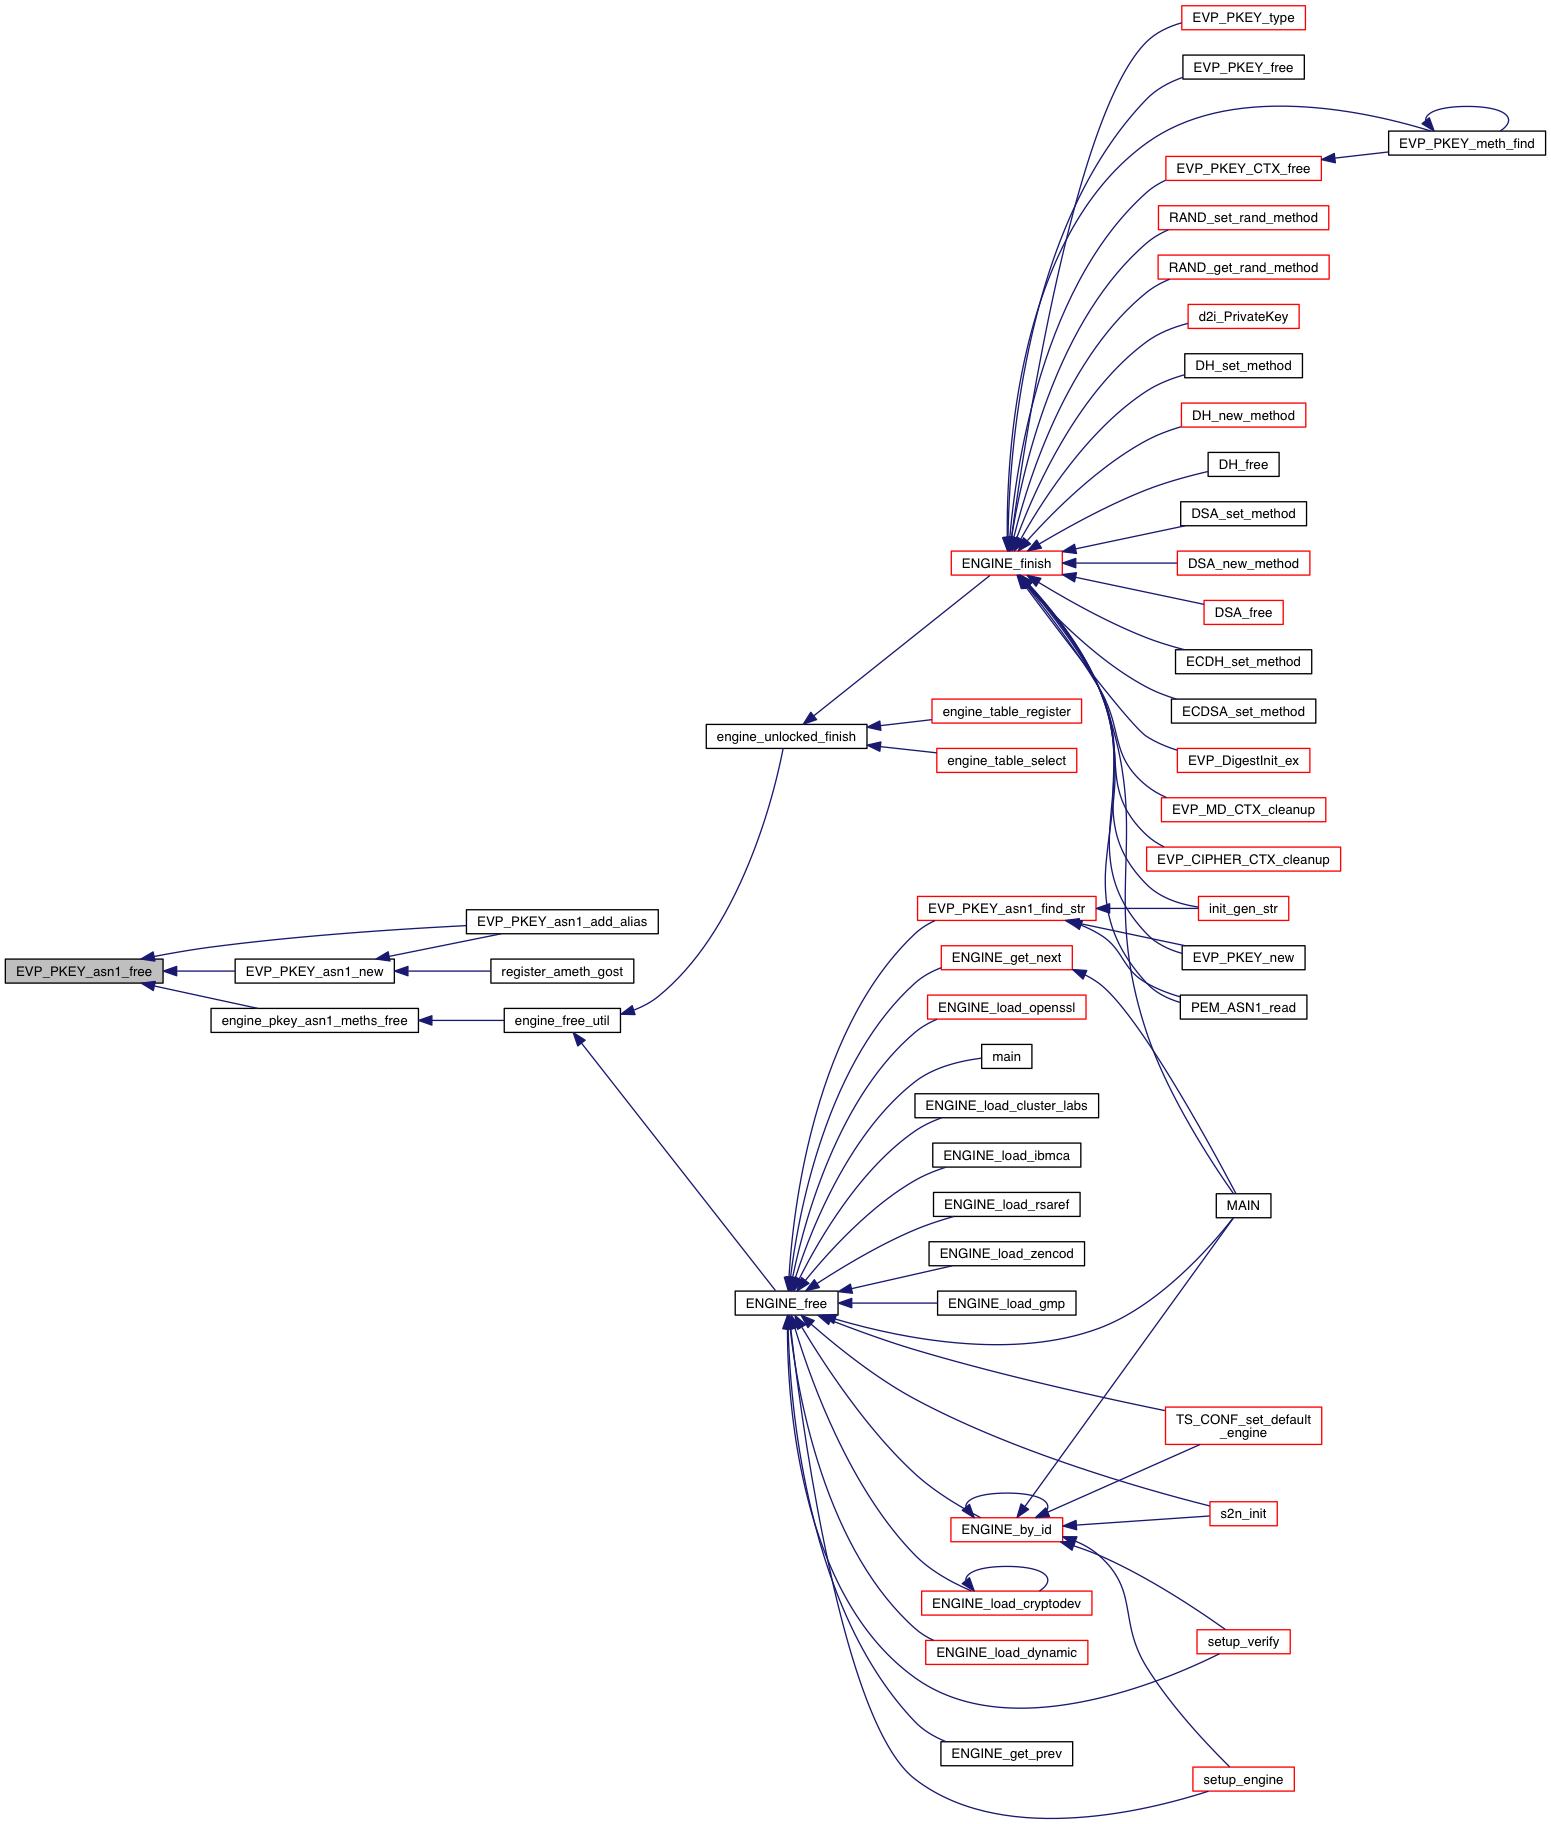 EVP_PKEY_type
EVP_PKEY_free
EVP_PKEY_meth_find
EVP_PKEY_CTX_free
RAND_set_rand_method
RAND_get_rand_method
d2i_PrivateKey
DH_set_method
DH_new_method
DH_free
DSA_set_method
ENGINE_finish
DSA_new_method
DSA_free
ECDH_set_method
ECDSA_set_method
engine_table_register
engine_unlocked_finish
engine_table_select
EVP_DigestInit_ex
EVP_MD_CTX_cleanup
EVP_CIPHER_CTX_cleanup
EVP_PKEY_asn1_find_str
init_gen_str
EVP_PKEY_asn1_add_alias
EVP_PKEY_asn1_free
EVP_PKEY_asn1_new
register_ameth_gost
ENGINE_get_next
EVP_PKEY_new
engine_pkey_asn1_meths_free
engine_free_util
ENGINE_load_openssl
PEM_ASN1_read
main
ENGINE_load_cluster_labs
ENGINE_load_ibmca
ENGINE_load_rsaref
MAIN
ENGINE_load_zencod
ENGINE_free
ENGINE_load_gmp
TS_CONF_set_default
_engine
s2n_init
ENGINE_by_id
ENGINE_load_cryptodev
setup_verify
ENGINE_load_dynamic
ENGINE_get_prev
setup_engine